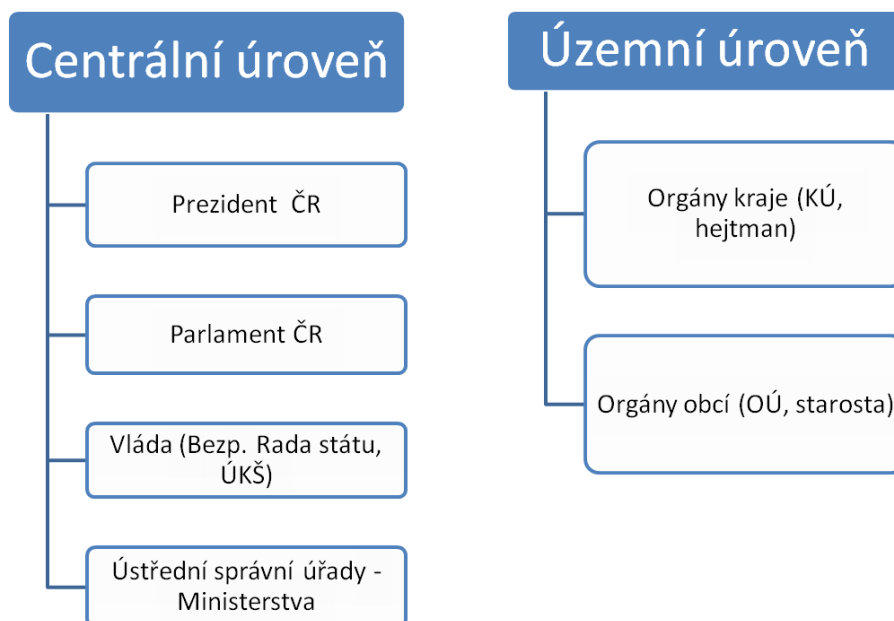 Centrální úroveň
Prezident ČR
Parlament ČR
Vláda (Bezp. Rada státu,
ÚKŠ)
Ústřední správní úřady -
Ministerstva
Územní úroveň
Orgány kraje (KÚ,
hejtman)
Orgány obcí (OÚ, starosta)